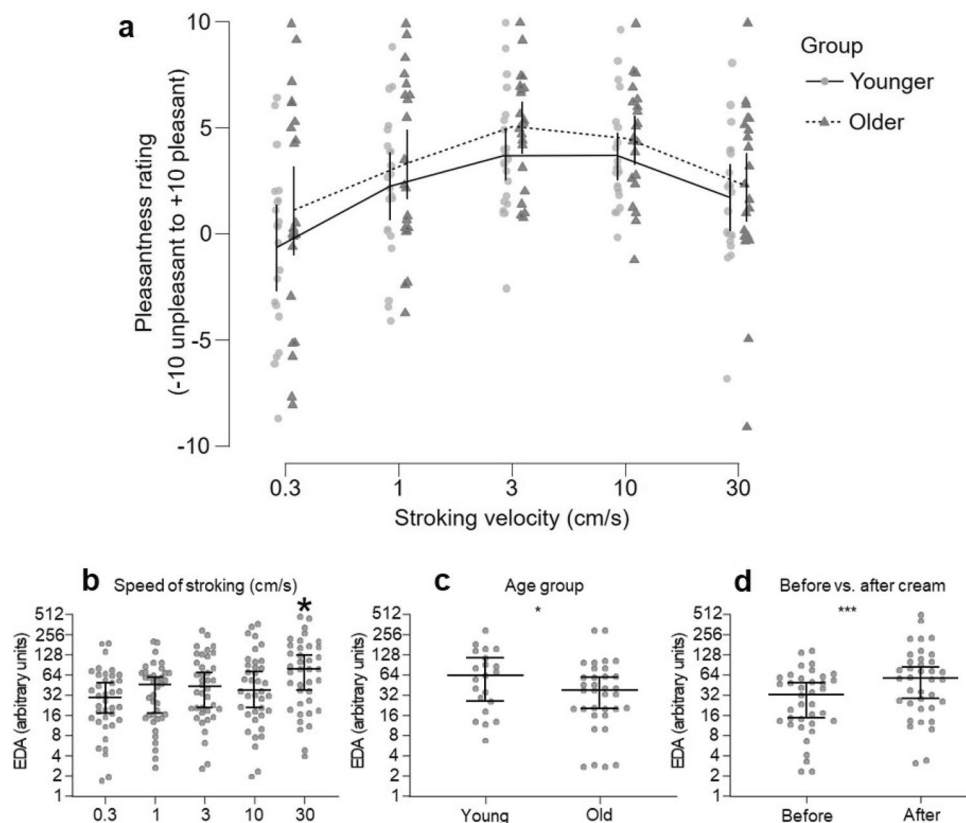 a
Pleasantness rating
(-10 unpleasant to +10 pleasant)
10
5
0
-5
-10
Group
Younger
Older
0.3 1 3 10 30
Stroking velocity (cm/s)
b Speed of stroking (cm/s)
*
EDA (arbitrary units)
512
256
128
64
32
16
8
4
2
1
0.3 1 3 10 30
c Age group
*
EDA (arbitrary units)
512
256
128
64
32
16
8
4
2
1
Young Old
d Before vs. after cream
***
EDA (arbitrary units)
512
256
128
64
32
16
8
4
2
1
Before After